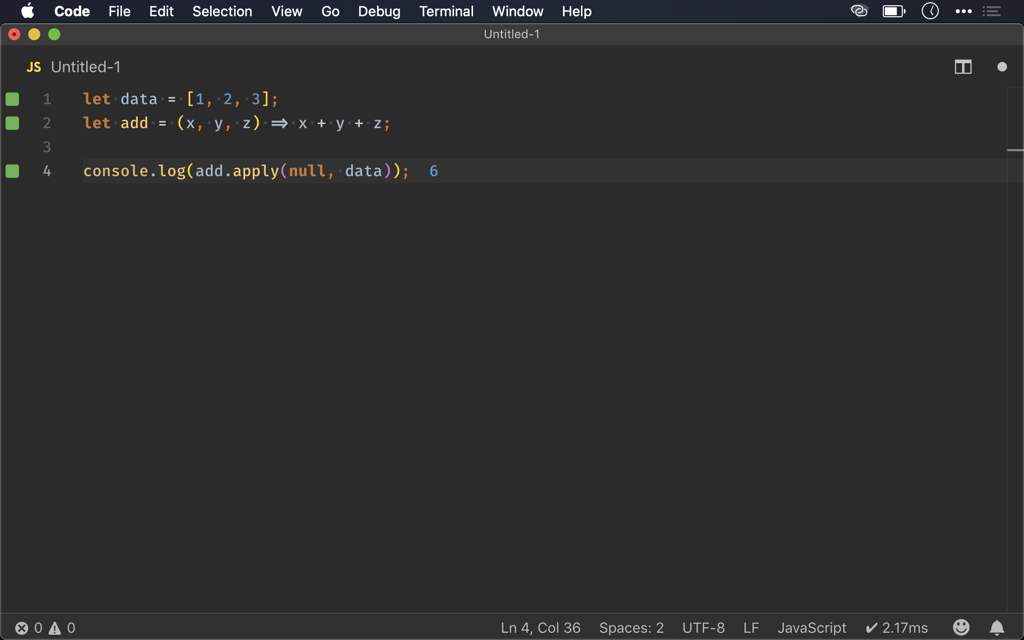 Code File Edit Selection View Go Debug Terminal Window Help
Untitled-1
JS Untitled-1
1 let data = [1, 2, 3];
2 let add = (x, y, z) => x + y + z;
3
4 console.log(add.apply(null, data)); 6
0 0 Ln 4, Col 36 Spaces: 2 UTF-8 LF JavaScript ✔ 2.17ms